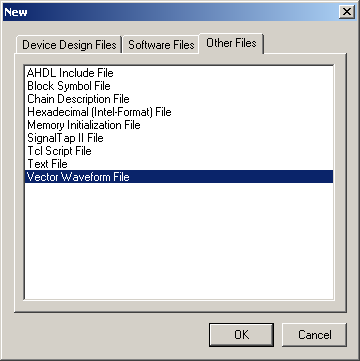 New
Device Design Files Software Files Other Files
AHDL Include File
Block Symbol File
Chain Description File
Hexadecimal (Intel-Format) File
Memory Initialization File
SignalTap II File
Tcl Script File
Text File
Vector Waveform File
OK Cancel